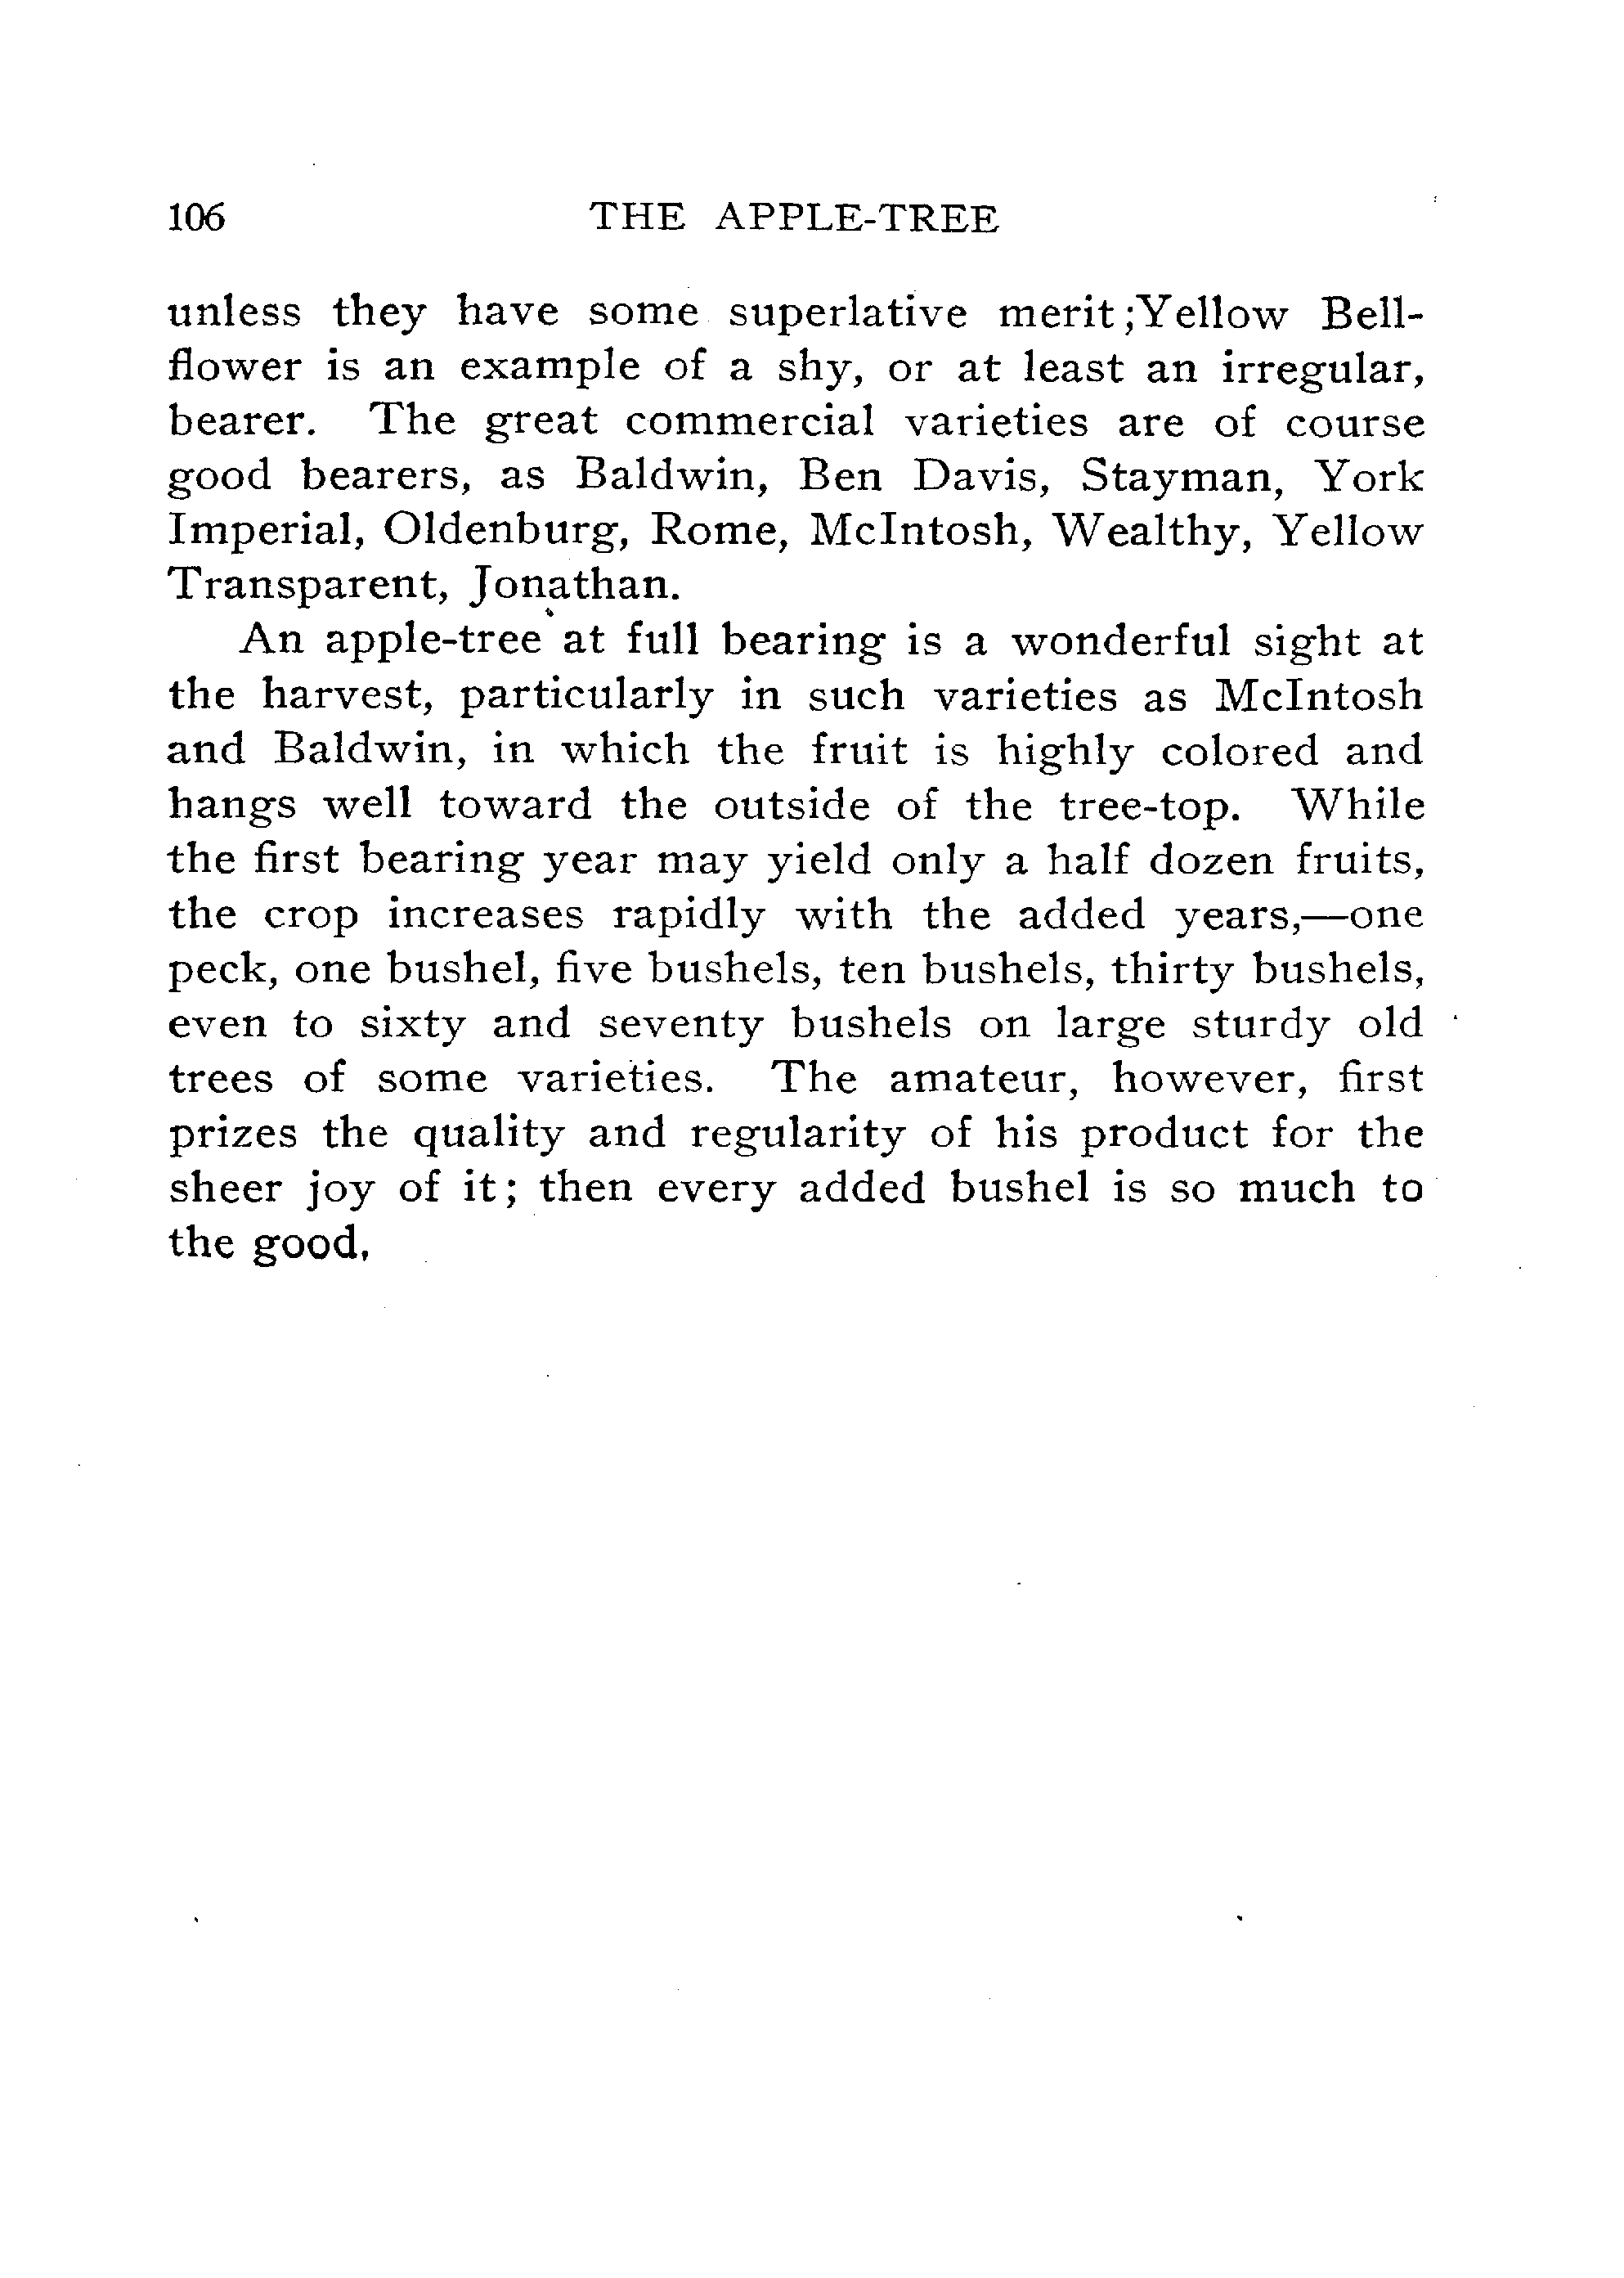 106 THE APPLE-TREE
unless they have some superlative merit;Yellow Bell-
flower is an example of a shy, or at least an irregular,
bearer. The great commercial varieties are of course
good bearers, as Baldwin, Ben Davis, Stayman, York
Imperial, Oldenburg, Rome, McIntosh, Wealthy, Yellow
Transparent, Jonathan.
An apple-tree at full bearing is a wonderful sight at
the harvest, particularly in such varieties as McIntosh
and Baldwin, in which the fruit is highly colored and
hangs well toward the outside of the tree-top. While
the first bearing year may yield only a half dozen fruits,
the crop increases rapidly with the added years,—one
peck, one bushel, five bushels, ten bushels, thirty bushels,
even to sixty and seventy bushels on large sturdy old
trees of some varieties. The amateur, however, first
prizes the quality and regularity of his product for the
sheer joy of it; then every added bushel is so much to
the good,